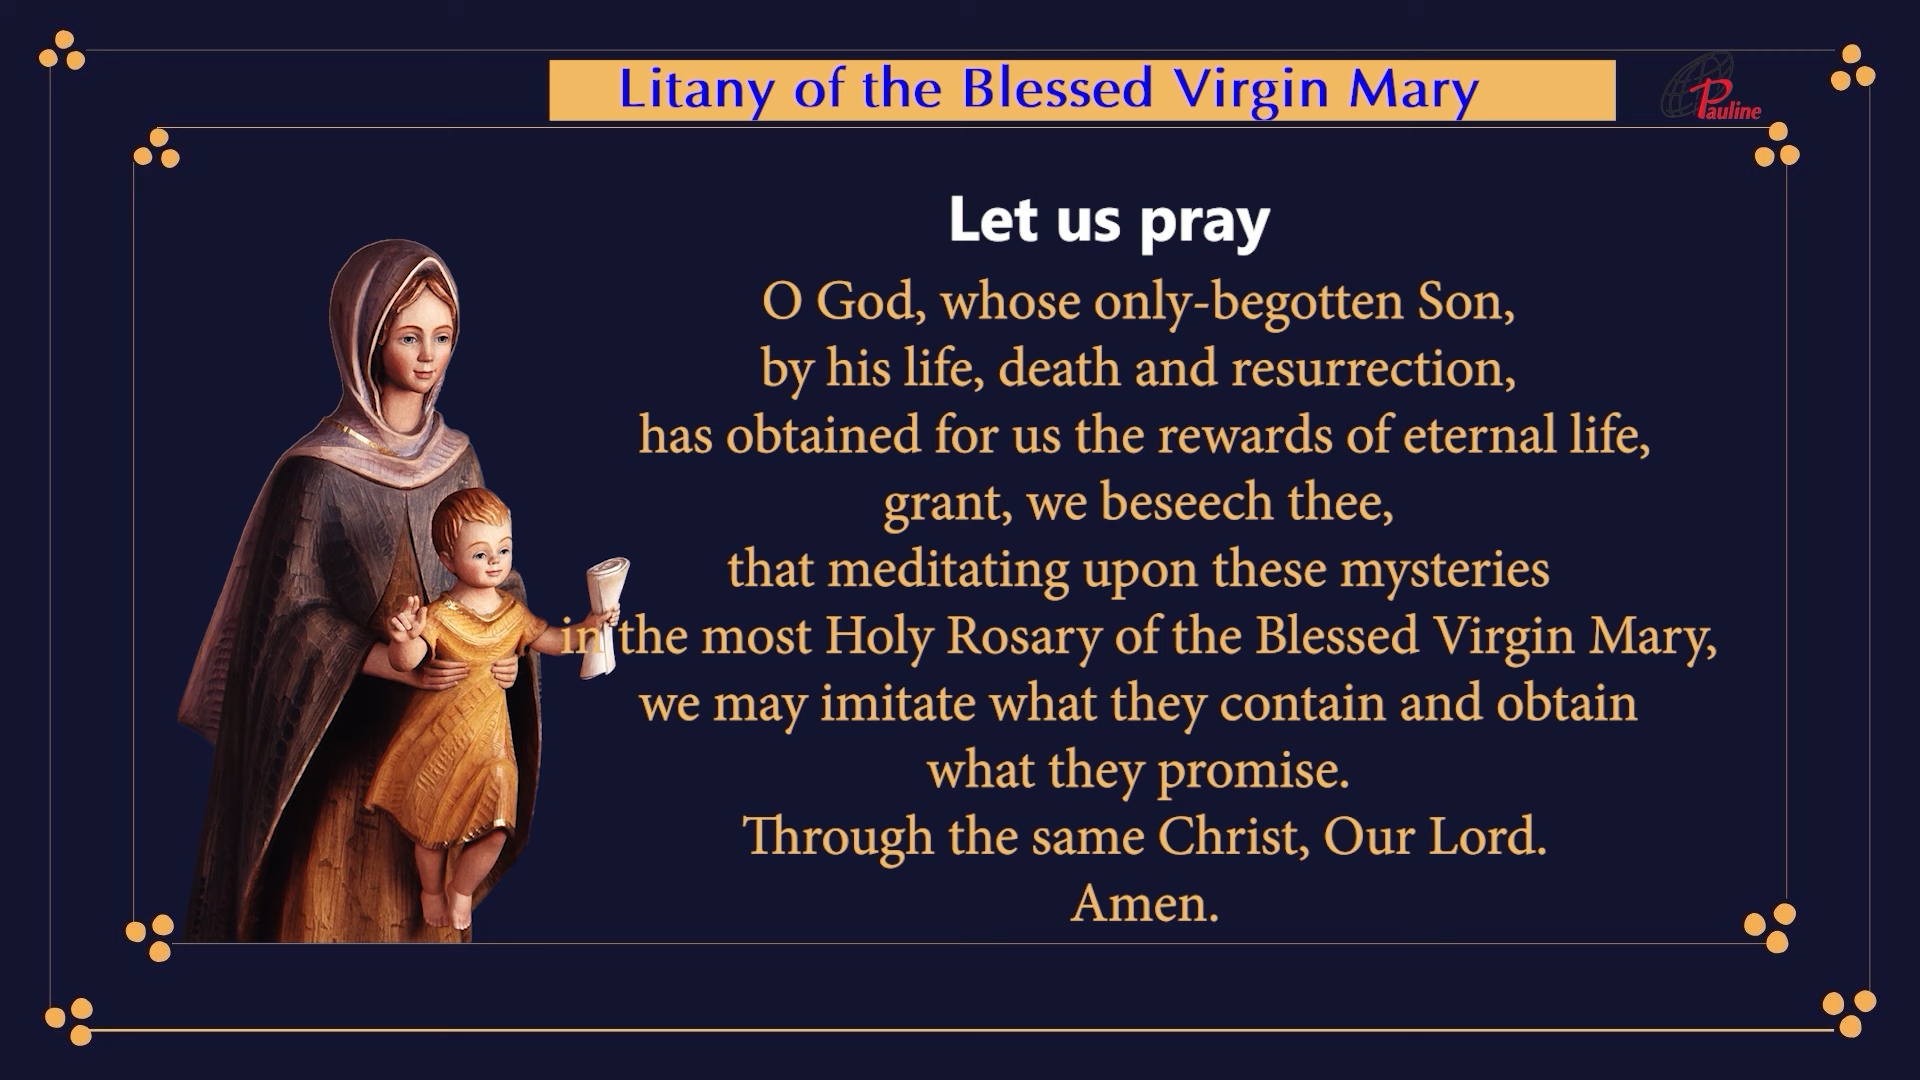 Litany of the Blessed Virgin Mary
Pauline
Let us pray
O God, whose only-begotten Son,
by his life, death and resurrection,
has obtained for us the rewards of eternal life,
grant, we beseech thee,
that meditating upon these mysteries
in the most Holy Rosary of the Blessed Virgin Mary,
we may imitate what they contain and obtain
what they promise.
Through the same Christ, Our Lord.
Amen.